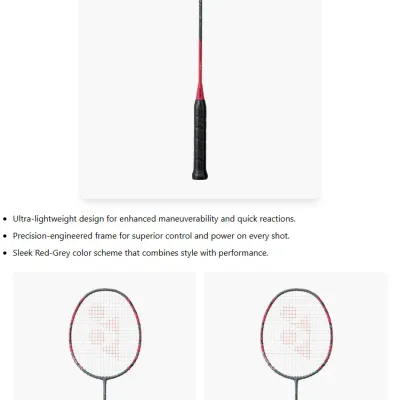 Ultra-lightweight design for enhanced maneuverability and quick reactions.
Precision-engineered frame for superior control and power on every shot.
Sleek Red-Grey color scheme that combines style with performance.